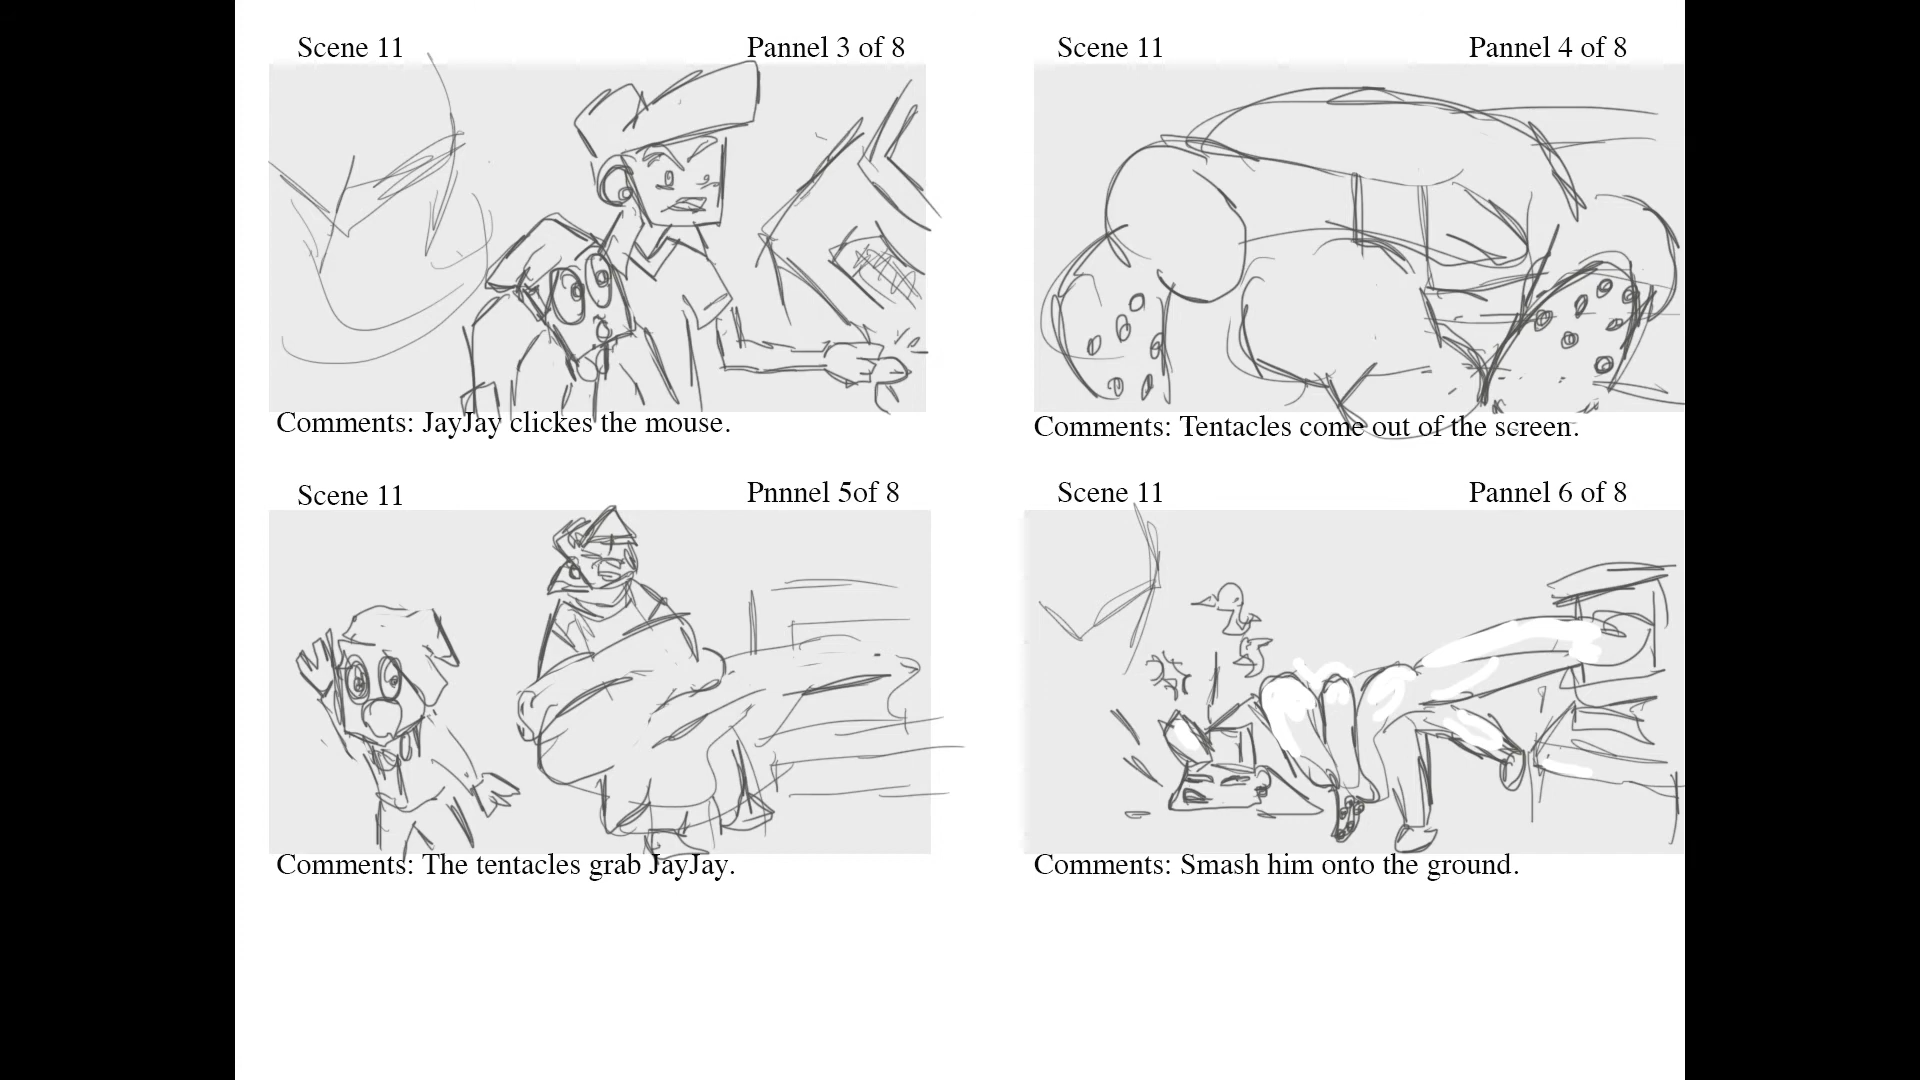 Scene 11
Pannel 3 of 8
Comments: JayJay clickes the mouse.
Scene 11
Pannel 4 of 8
Comments: Tentacles come out of the screen.
Scene 11
Pnnnel 5of 8
Comments: The tentacles grab JayJay.
Scene 11
Pannel 6 of 8
Comments: Smash him onto the ground.